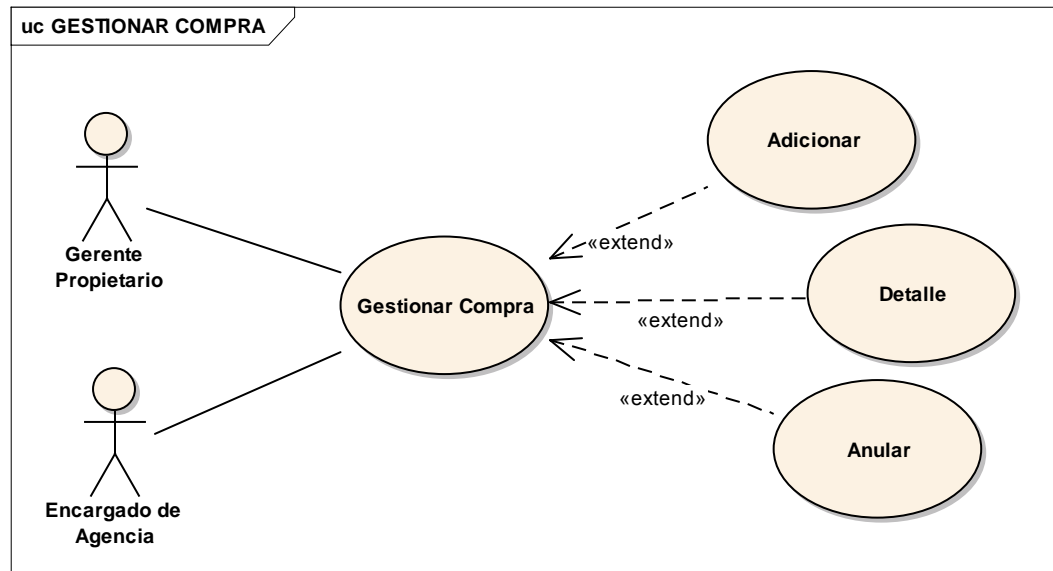 uc GESTIONAR COMPRA
Adicionar
Gerente
Propietario
«extend»
Gestionar Compra
Detalle
«extend»
«extend»
Anular
Encargado de
Agencia